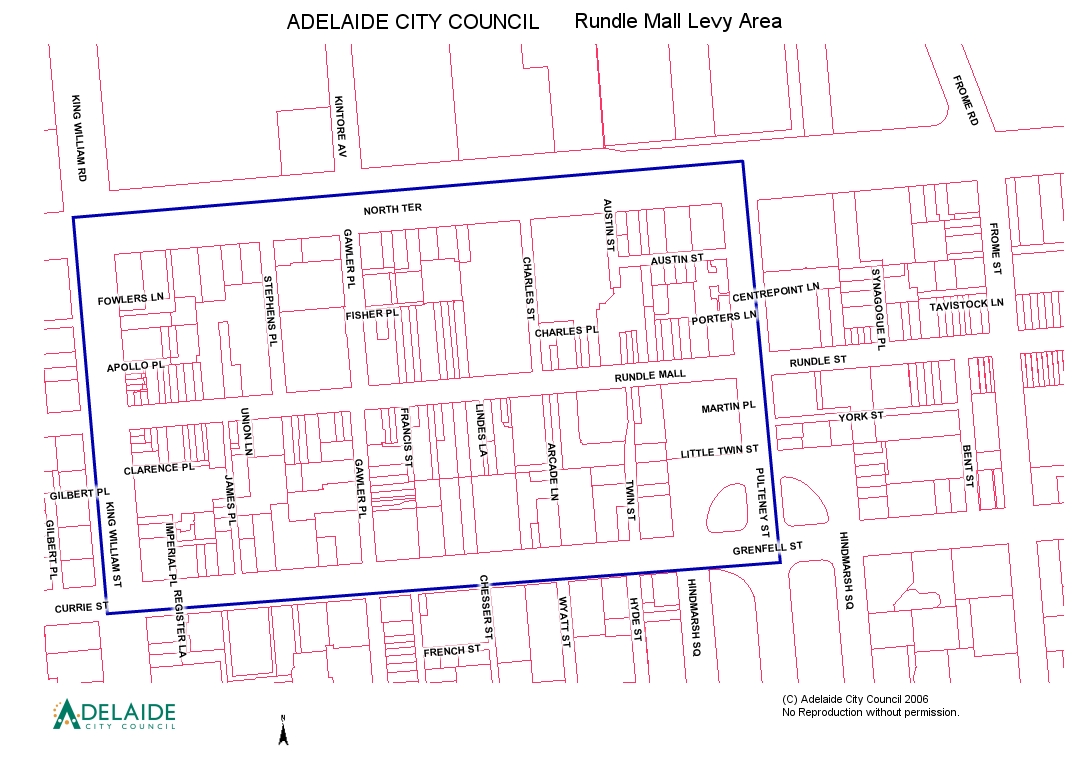 ADELAIDE CITY COUNCIL Rundle Mall Levy Area
KING WILLIAM RD
KINTORE AV
FROME RD
NORTH TER
AUSTIN ST
FROME ST
GAWLER PL
AUSTIN ST
STEPHENS PL
CHARLES ST
SYNAGOGUE PL
FOWLERS LN
CENTREPOINT LN
TAVISTOCK LN
FISHER PL
PORTERS LN
CHARLES PL
APOLLO PL
RUNDLE ST
RUNDLE MALL
MARTIN PL
YORK ST
UNION LN
FRANCIS ST
LINDES LA
ARCADE LN
LITTLE TWIN ST
BENT ST
CLARENCE PL
GAWLER PL
JAMES PL
TWIN ST
PULTENEY ST
GILBERT PL
KING WILLIAM ST
GILBERT PL
IMPERIAL PL
GRENFELL ST
HINDMARSH SQ
CURRIE ST
REGISTER LA
CHESSER ST
WYATT ST
HYDE ST
HINDMARSH SQ
FRENCH ST
ADELAIDE
CITY COUNCIL
N
(C) Adelaide City Council 2006
No Reproduction without permission.